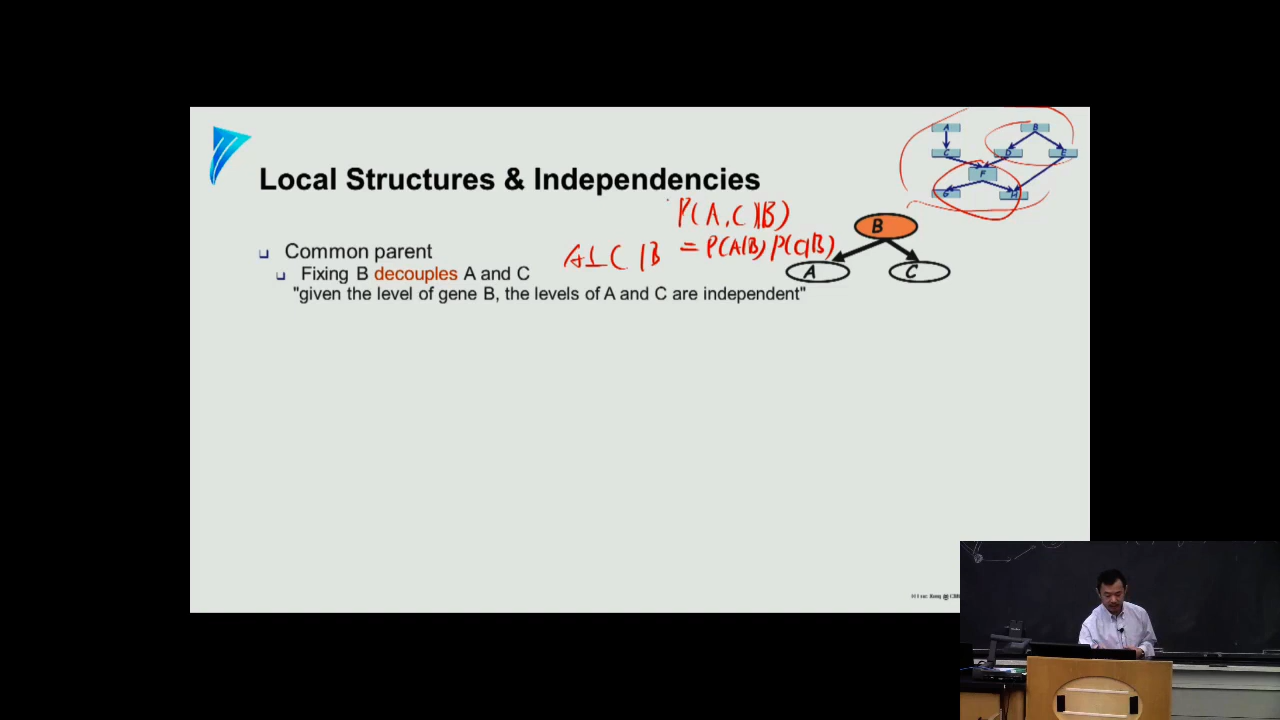 A
B
C
D
E
F
G
H
Local Structures & Independencies
P(A,C|B)
A⊥C|B = P(A|B) P(C|B)
B
A
C
Common parent
Fixing B decouples A and C
"given the level of gene B, the levels of A and C are independent"